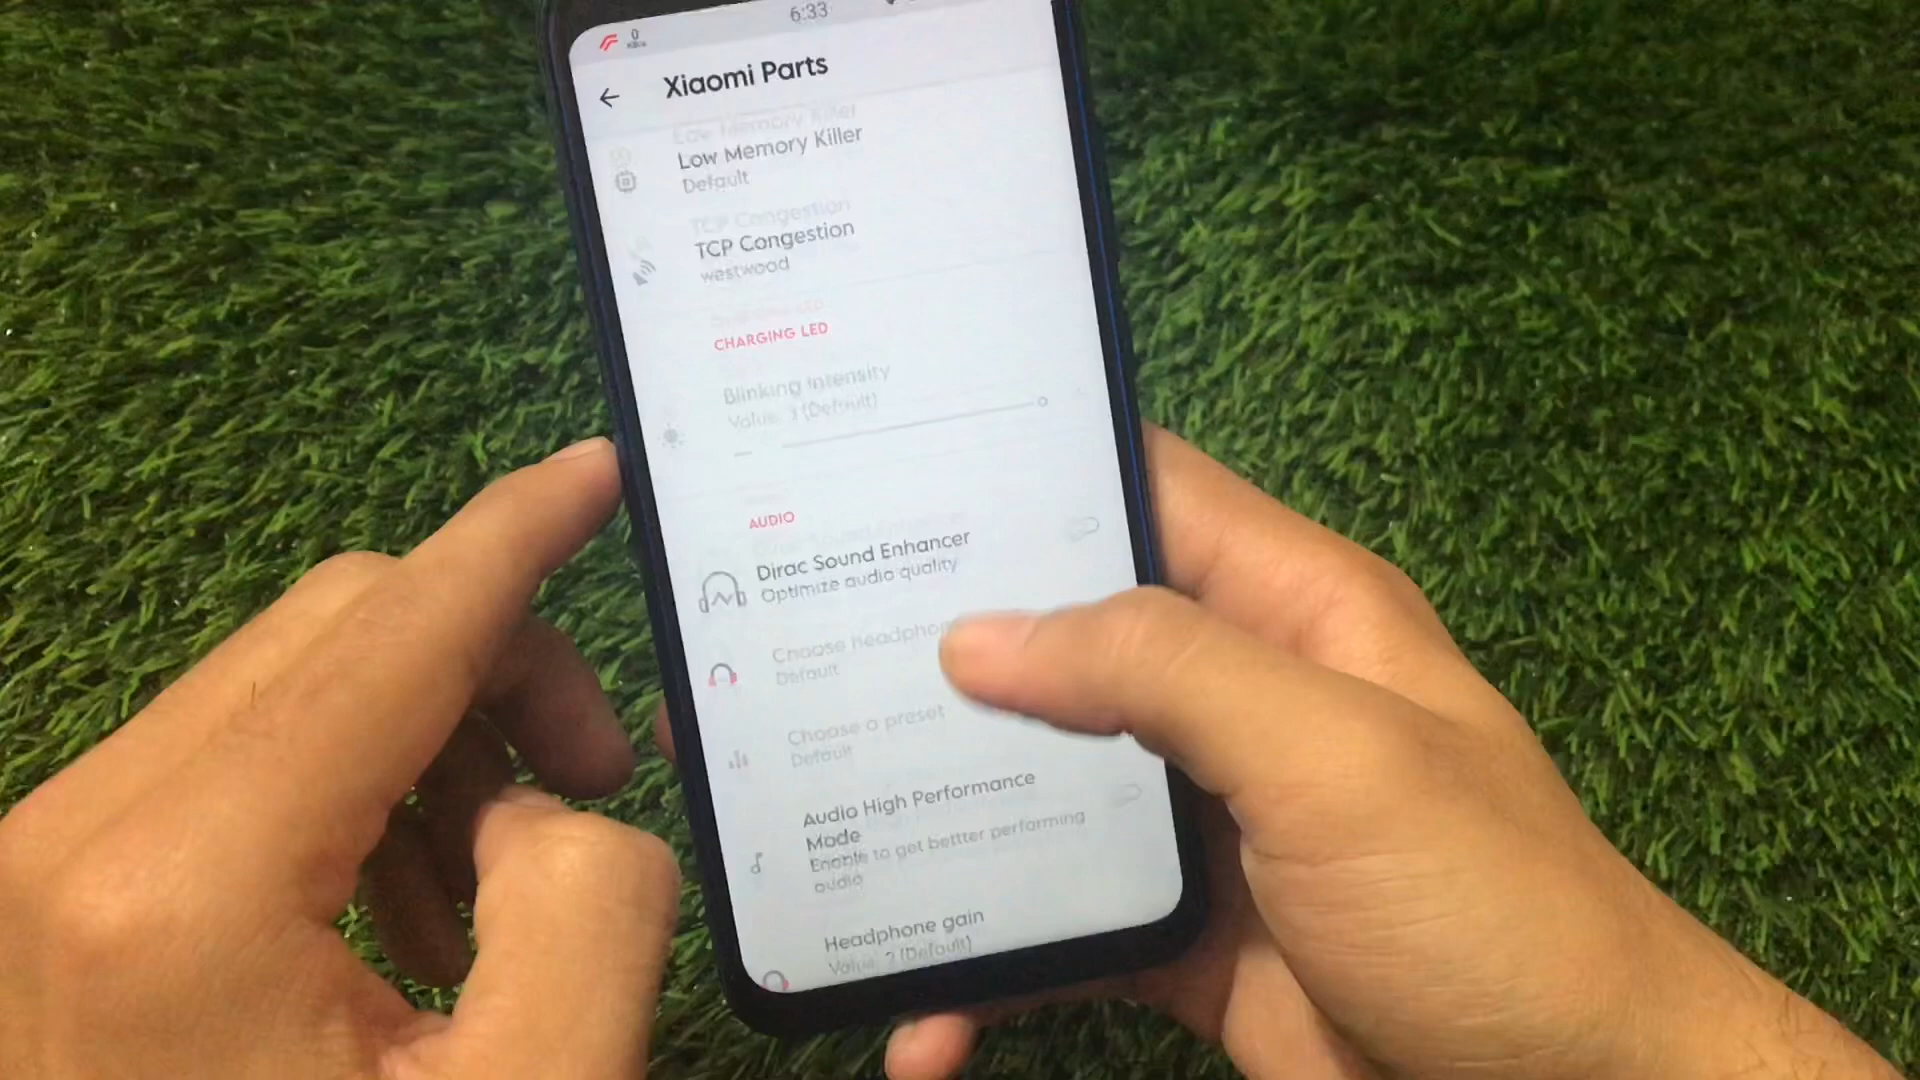 6:33
0
Xiaomi Parts
Low Memory Killer
Default
TCP Congestion
westwood
CHARGING LED
Blinking Intensity
Value: 3 (Default)
AUDIO
Dirac Sound Enhancer
Optimize audio quality
Choose
Default
Choose a preset
Default
Audio High Performance
Mode
Enable to get bettter performing
audio
Headphone gain
Value: (Default)